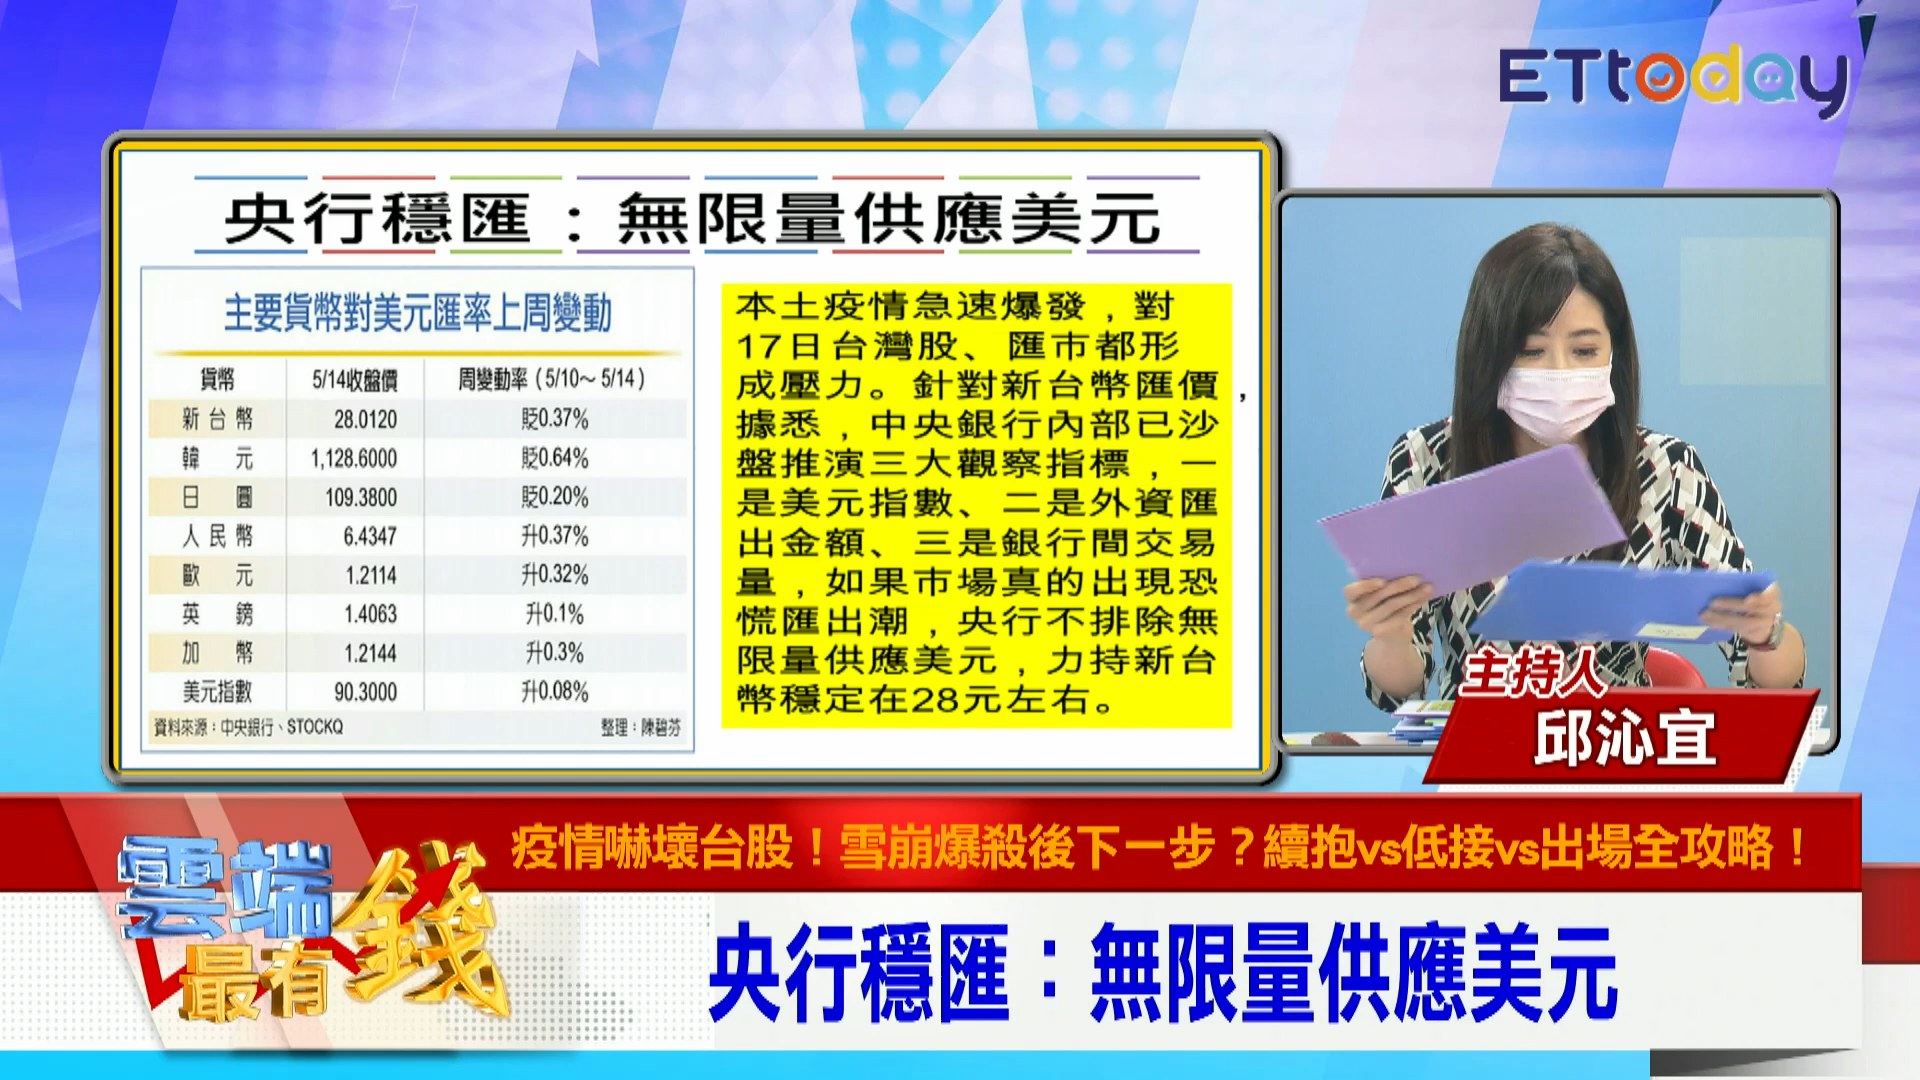 ETtoday
央行穩匯：無限量供應美元
主要貨幣對美元匯率上周變動
貨幣 5/14收盤價 周變動率（5/10～5/14）
新台幣 28.0120 貶0.37%
韓元 1,128.6000 貶0.64%
日圓 109.3800 貶0.20%
人民幣 6.4347 升0.37%
歐元 1.2114 升0.32%
英鎊 1.4063 升0.1%
加幣 1.2144 升0.3%
美元指數 90.3000 升0.08%
資料來源：中央銀行、STOCKQ 整理：陳碧芬
本土疫情急速爆發，對
17日台灣股、匯市都形
成壓力。針對新台幣匯價，
據悉，中央銀行內部已沙
盤推演三大觀察指標，一
是美元指數、二是外資匯
出金額、三是銀行間交易
量，如果市場真的出現恐
慌匯出潮，央行不排除無
限量供應美元，力持新台
幣穩定在28元左右。
主持人
邱沁宜
雲端最有錢
疫情嚇壞台股！雪崩爆殺後下一步？續抱vs低接vs出場全攻略！
央行穩匯：無限量供應美元